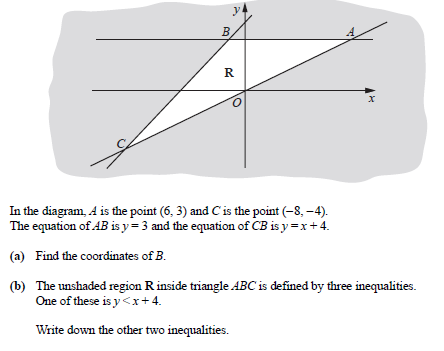 y
B
A
R
O
x
C
In the diagram, A is the point (6, 3) and C is the point (−8, −4).
The equation of AB is y = 3 and the equation of CB is y = x + 4.
(a) Find the coordinates of B.
(b) The unshaded region R inside triangle ABC is defined by three inequalities.
One of these is y < x + 4.
Write down the other two inequalities.